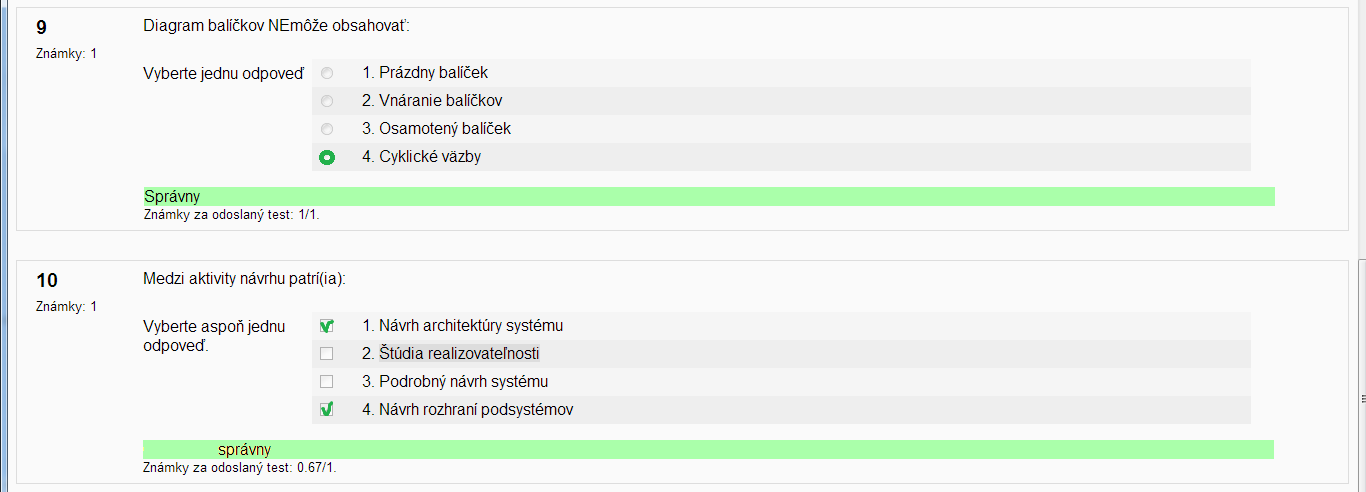 9
Známky: 1
Diagram balíčkov NEmôže obsahovať:
Vyberte jednu odpoveď
1. Prázdny balíček
2. Vnáranie balíčkov
3. Osamotený balíček
4. Cyklické väzby
Správny
Známky za odoslaný test: 1/1.
10
Známky: 1
Medzi aktivity návrhu patrí(ia):
Vyberte aspoň jednu
odpoveď.
1. Návrh architektúry systému
2. Štúdia realizovateľnosti
3. Podrobný návrh systému
4. Návrh rozhraní podsystémov
správny
Známky za odoslaný test: 0.67/1.